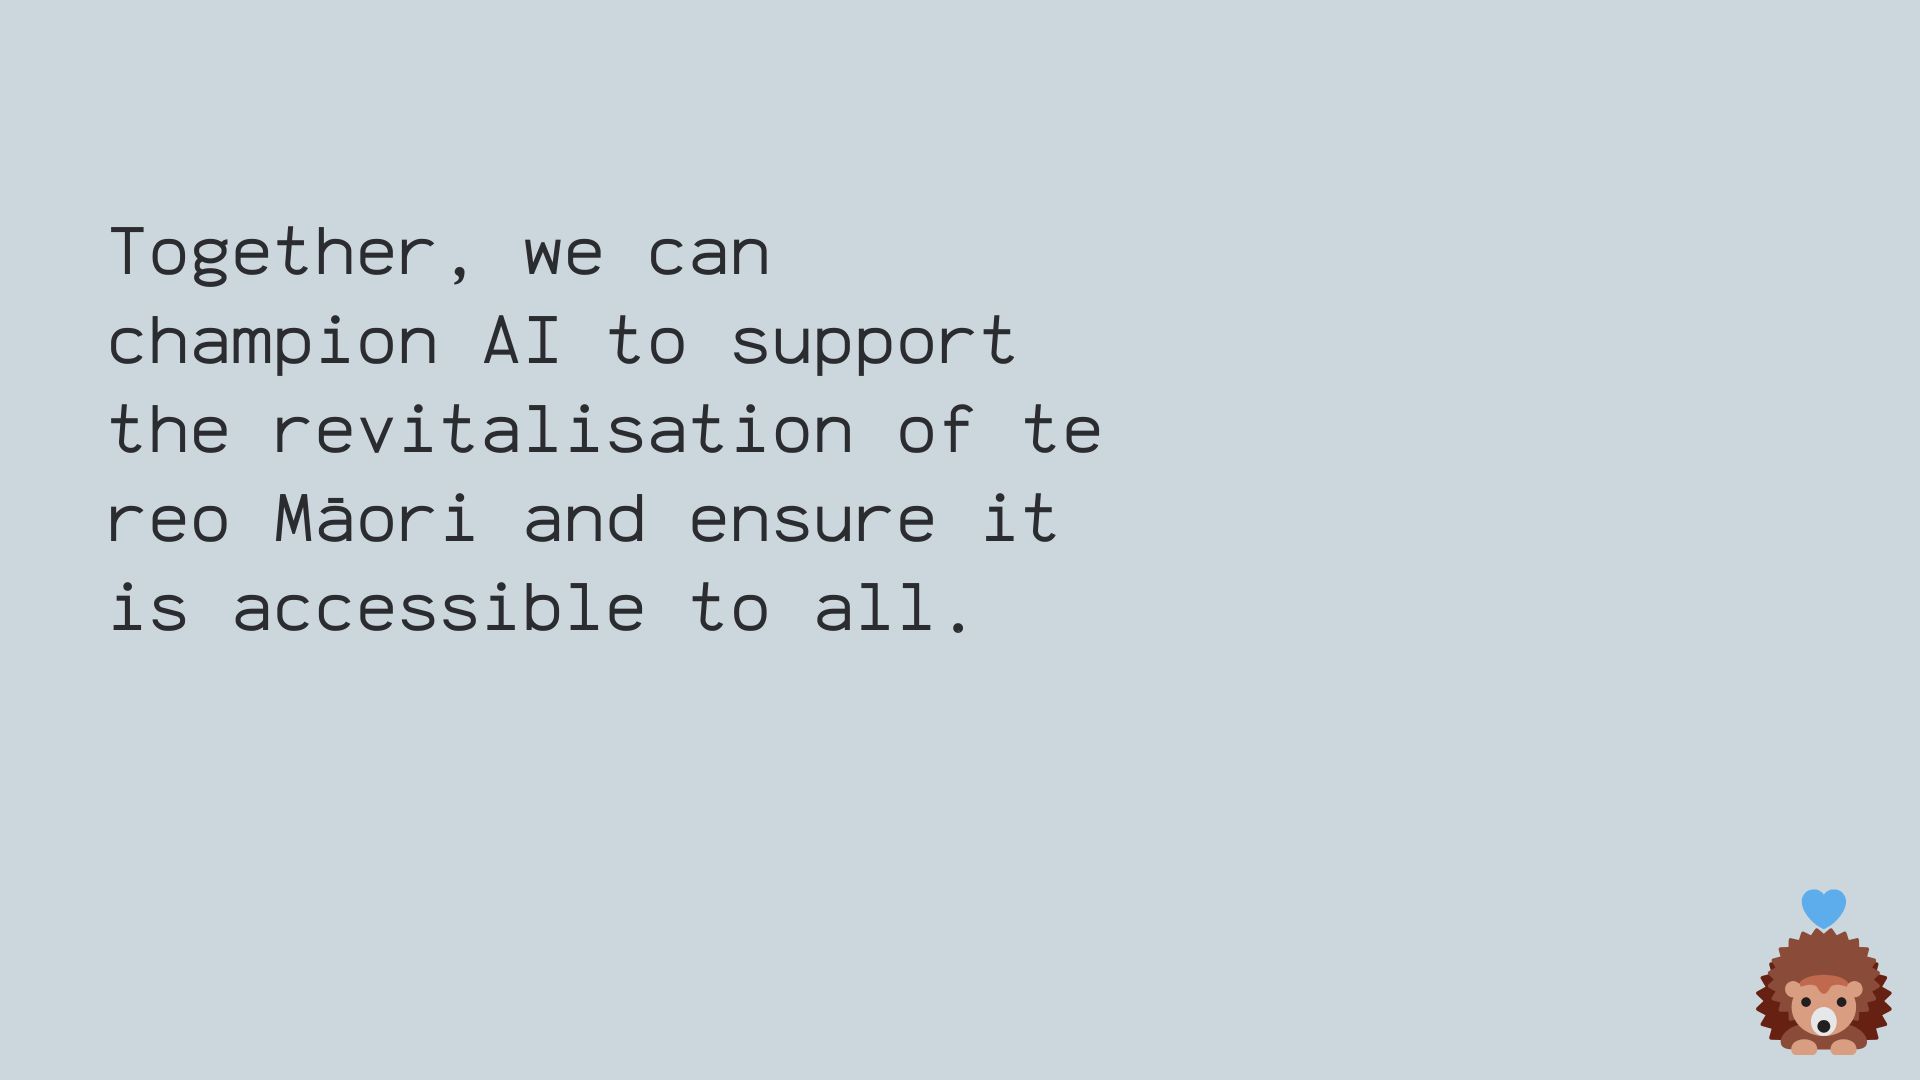 Together, we can
champion AI to support
the revitalisation of te
reo Māori and ensure it
is accessible to all.